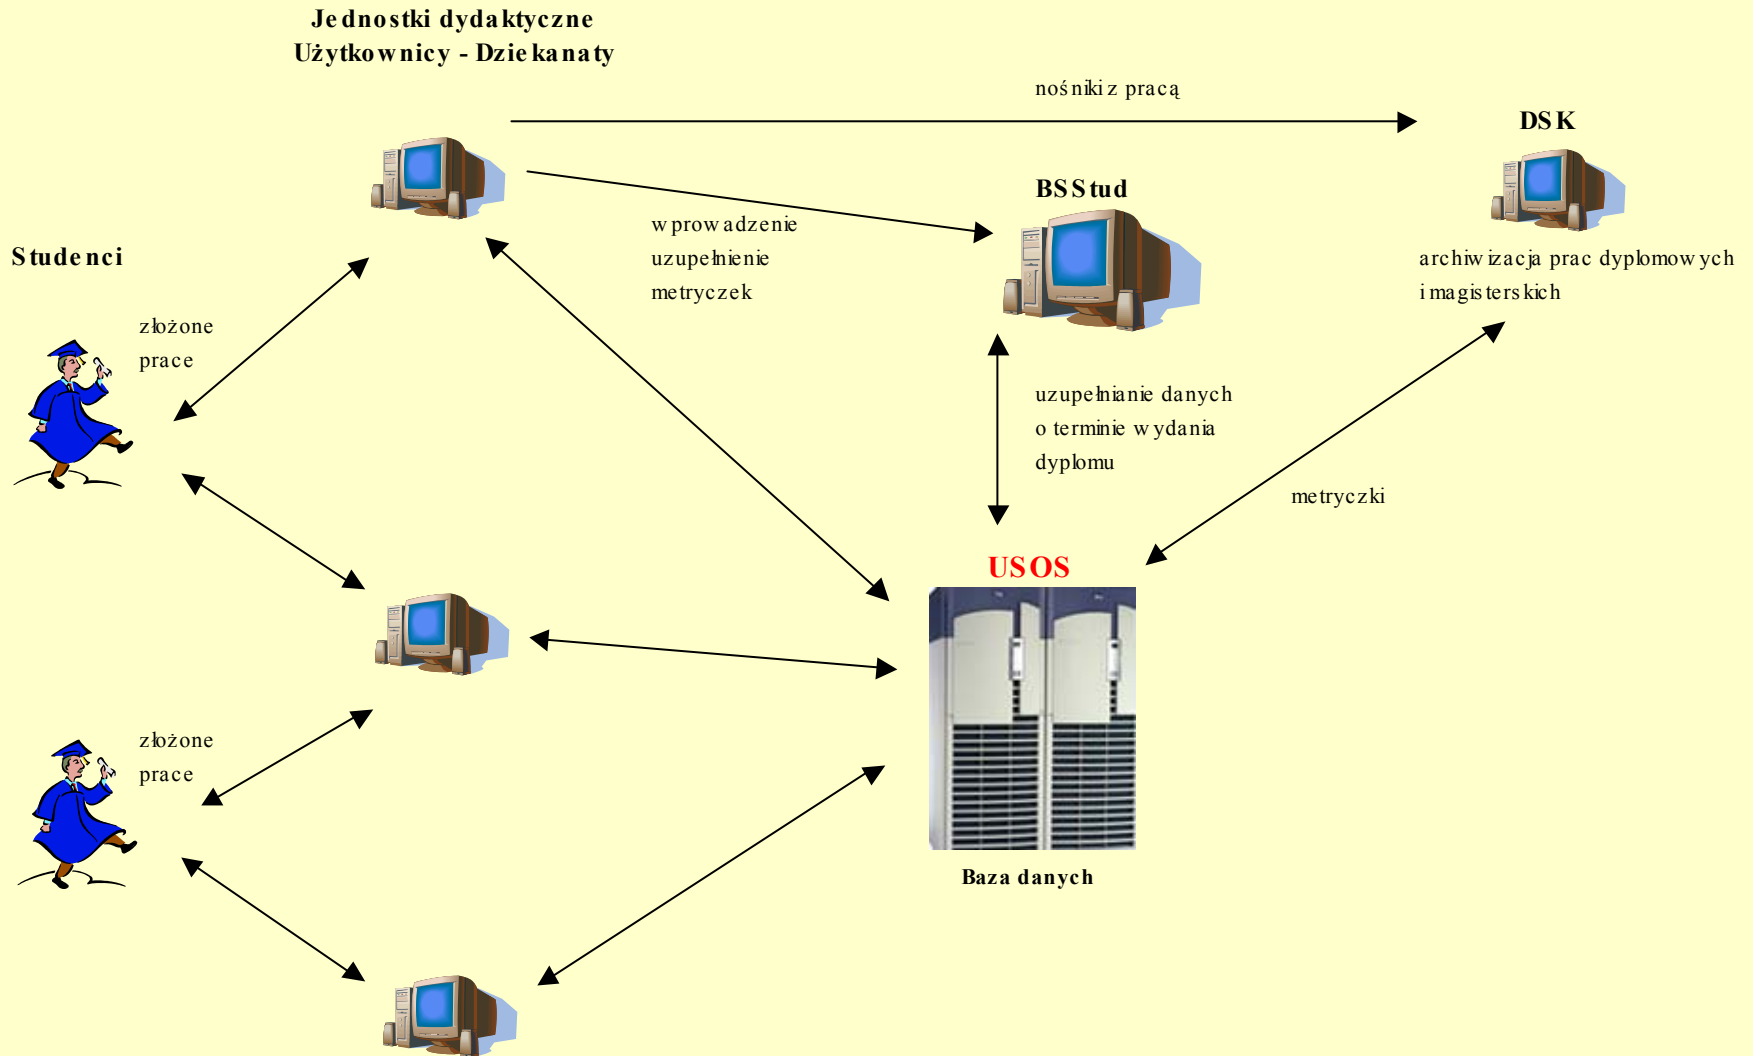 Jednostki dydaktyczne
Użytkownicy - Dziekanaty
nośniki z pracą
DSK
BSStud
wprowadzenie
uzupełnienie
metryczek
Studenci
archiwizacja prac dyplomowych
i magisterskich
złożone
prace
uzupełnianie danych
o terminie wydania
dyplomu
metryczki
USOS
złożone
prace
Baza danych